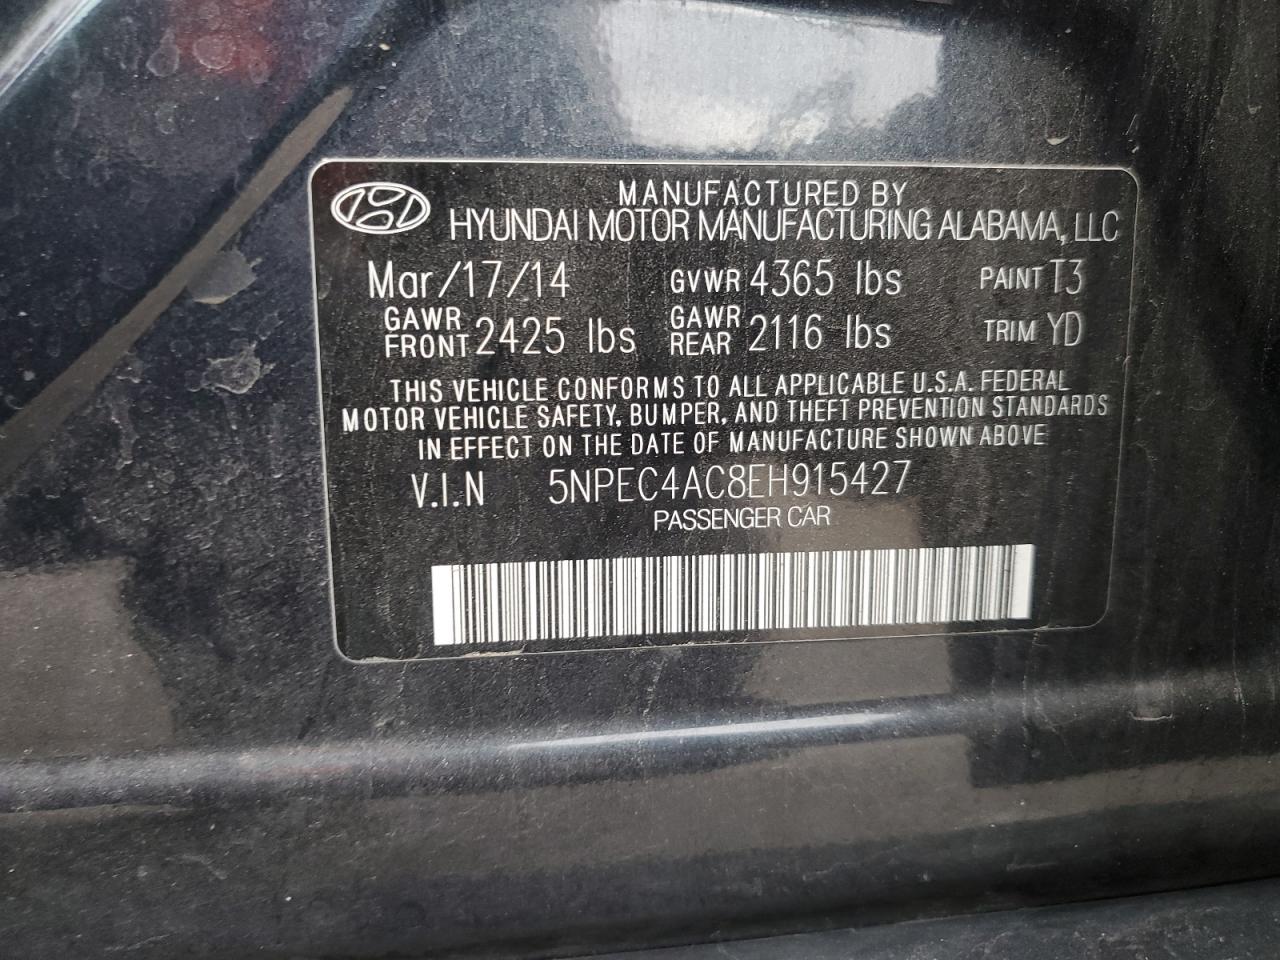 MANUFACTURED BY
HYUNDAI MOTOR MANUFACTURING ALABAMA, LLC
Mar/17/14 GVWR 4365 lbs PAINT T3
GAWR FRONT 2425 lbs GAWR REAR 2116 lbs TRIM YD
THIS VEHICLE CONFORMS TO ALL APPLICABLE U.S.A. FEDERAL
MOTOR VEHICLE SAFETY, BUMPER, AND THEFT PREVENTION STANDARDS
IN EFFECT ON THE DATE OF MANUFACTURE SHOWN ABOVE
V.I.N 5NPEC4AC8EH915427
PASSENGER CAR